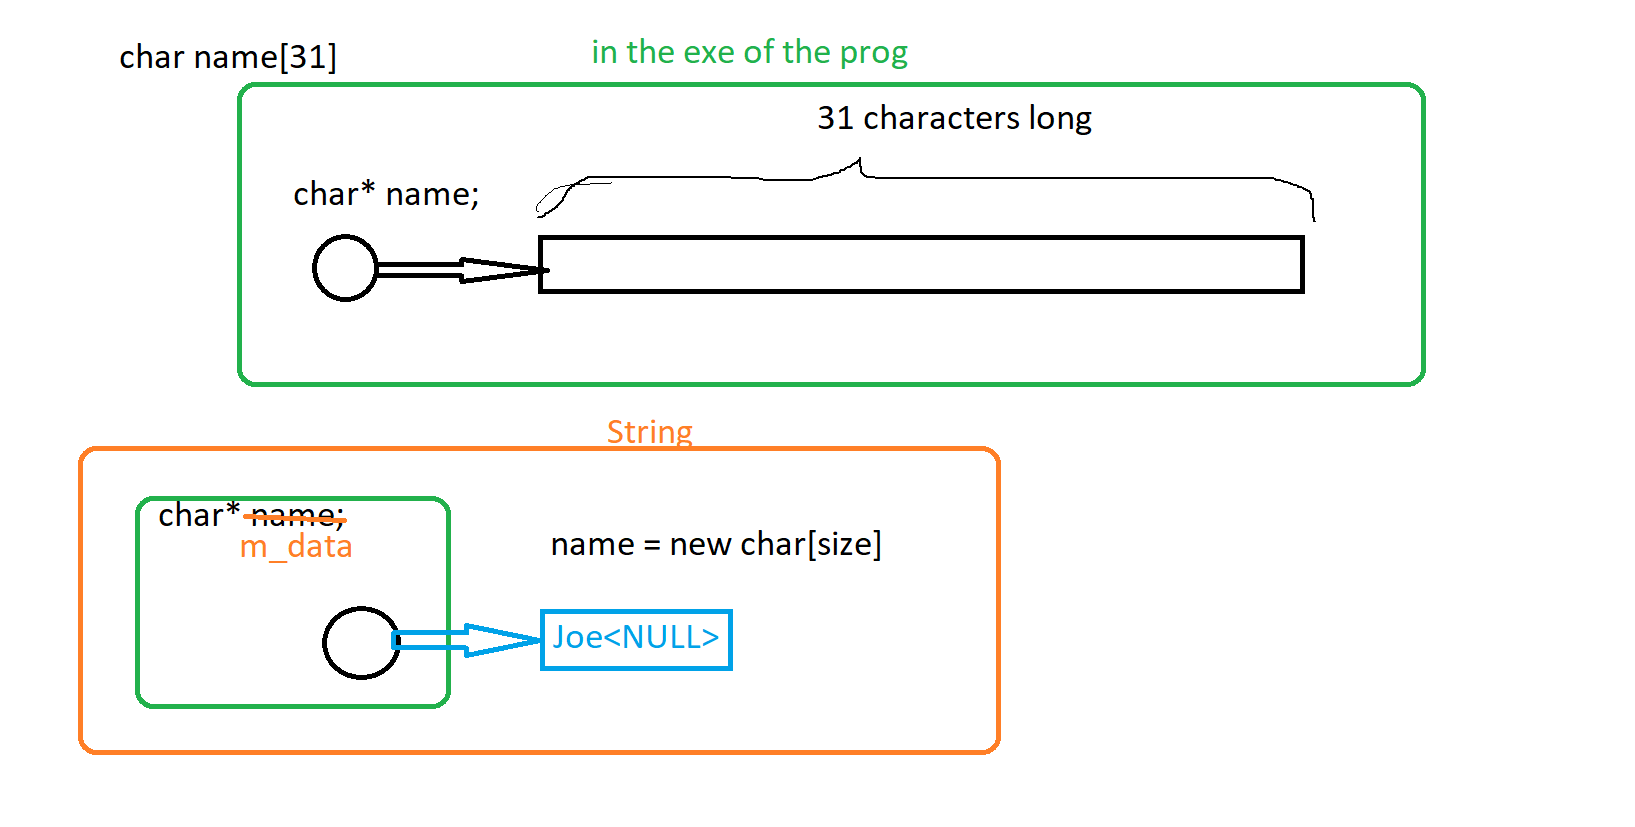 char name[31]
in the exe of the prog
31 characters long
char* name;
String
char* name;
m_data
name = new char[size]
Joe<NULL>